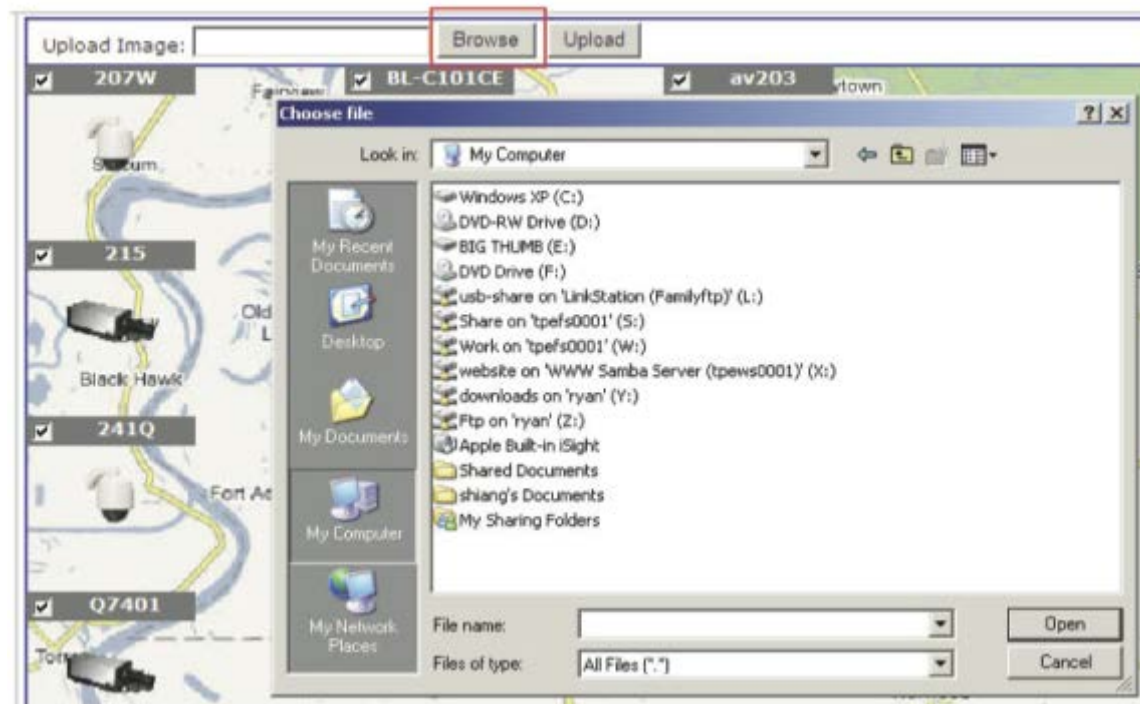 Upload Image: Browse Upload
207W BL-C101CE av203
Choose file
Look in: My Computer
My Recent Documents
Desktop
My Documents
My Computer
My Network Places
Windows XP (C:)
DVD-RW Drive (D:)
BIG THUMB (E:)
DVD Drive (F:)
usb-share on 'LinkStation (Familyftp)' (L:)
Share on 'tpefs0001' (S:)
Work on 'tpefs0001' (W:)
website on 'WWW Samba Server (tpews0001)' (X:)
downloads on 'ryan' (Y:)
Ftp on 'ryan' (Z:)
Apple Built-in iSight
Shared Documents
shiang's Documents
My Sharing Folders
File name: Open
Files of type: All Files (*.*) Cancel
215
Old
Black Hawk
241Q
Q7401